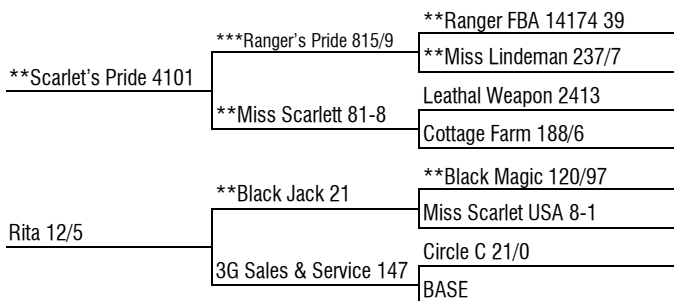 **Ranger FBA 14174 39
***Ranger's Pride 815/9
**Miss Lindeman 237/7
**Scarlet's Pride 4101
Leathal Weapon 2413
**Miss Scarlett 81-8
Cottage Farm 188/6
**Black Magic 120/97
**Black Jack 21
Miss Scarlet USA 8-1
Rita 12/5
Circle C 21/0
3G Sales & Service 147
BASE